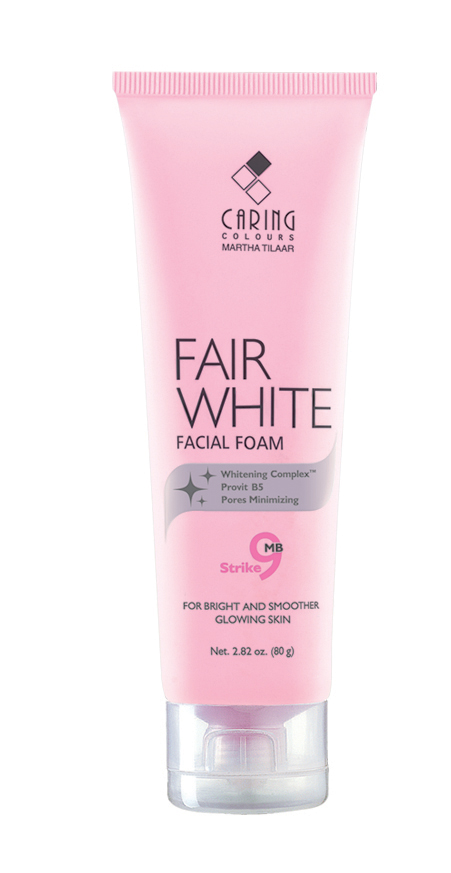 CARING
COLOURS
MARTHA TILAAR
FAIR
WHITE
FACIAL FOAM
Whitening Complex™
Provit B5
Pores Minimizing
Strike 9 MB
FOR BRIGHT AND SMOOTHER
GLOWING SKIN
Net. 2.82 oz. (80 g)